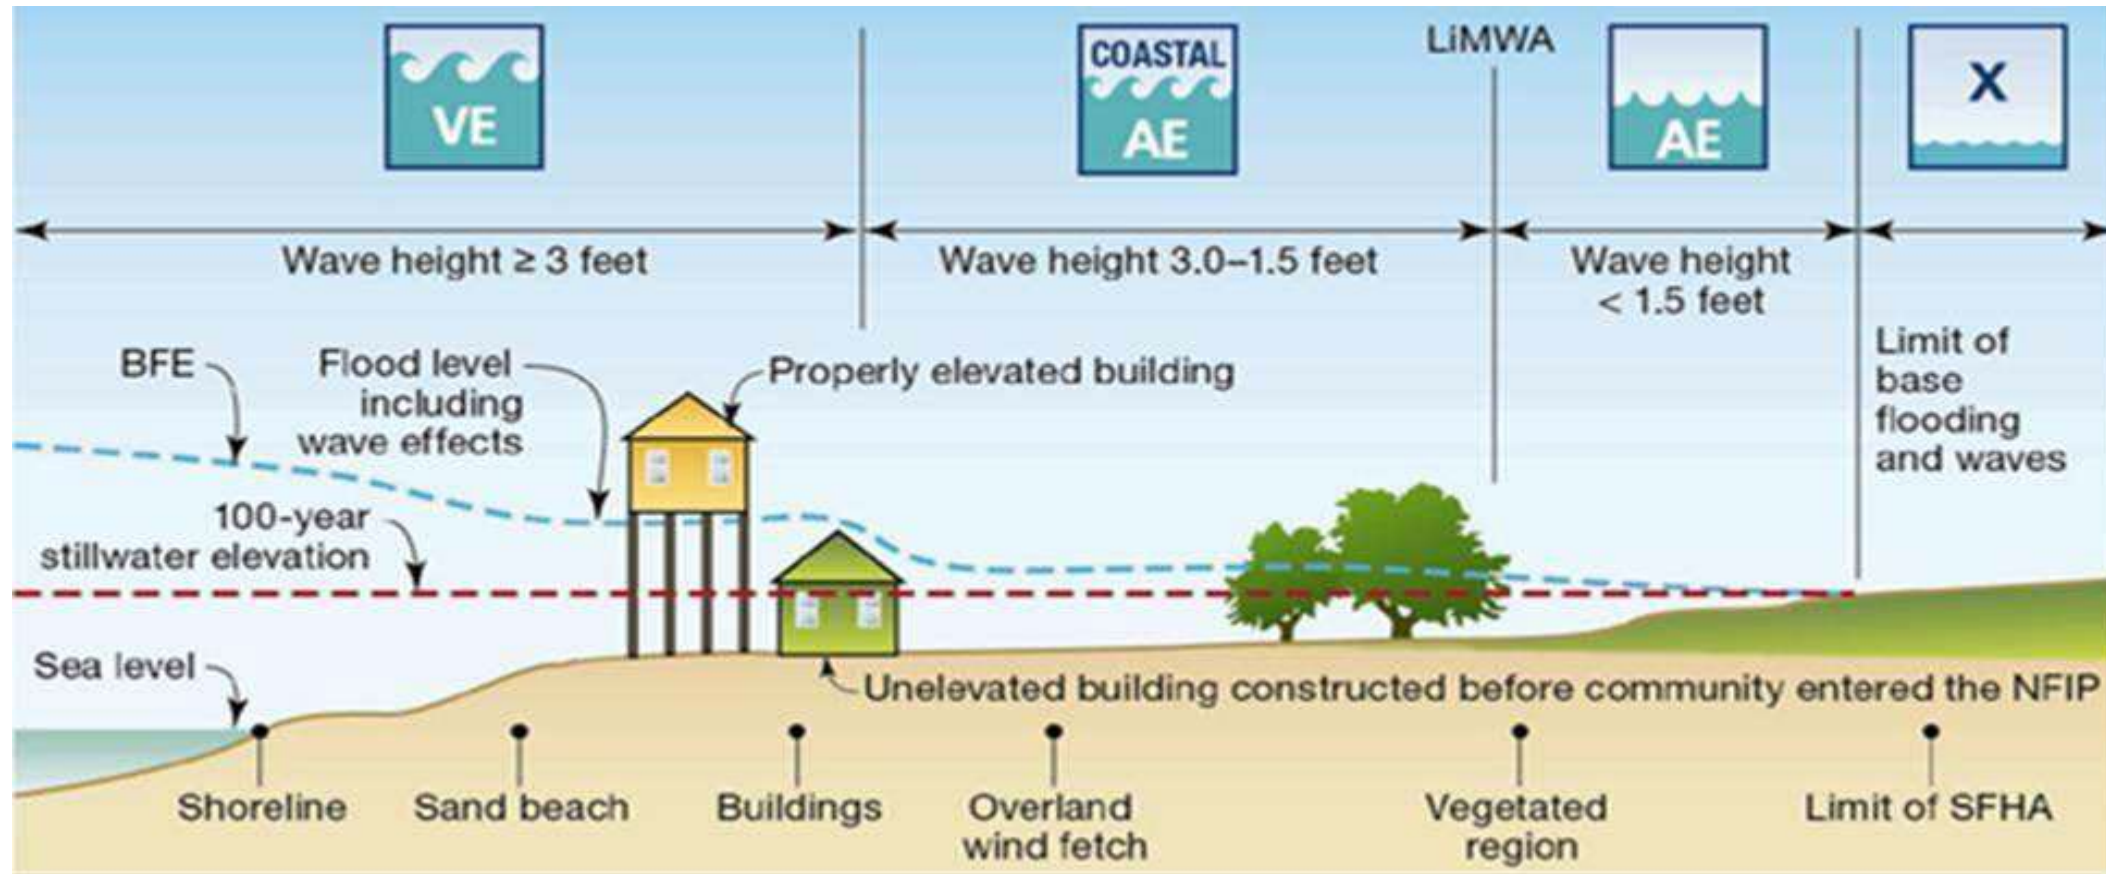 VE
COASTAL
AE
LiMWA
AE
X
Wave height ≥ 3 feet
Wave height 3.0–1.5 feet
Wave height
< 1.5 feet
Limit of
base
flooding
and waves
BFE
Flood level
including
wave effects
Properly elevated building
100-year
stillwater elevation
Sea level
Unelevated building constructed before community entered the NFIP
Shoreline
Sand beach
Buildings
Overland
wind fetch
Vegetated
region
Limit of SFHA